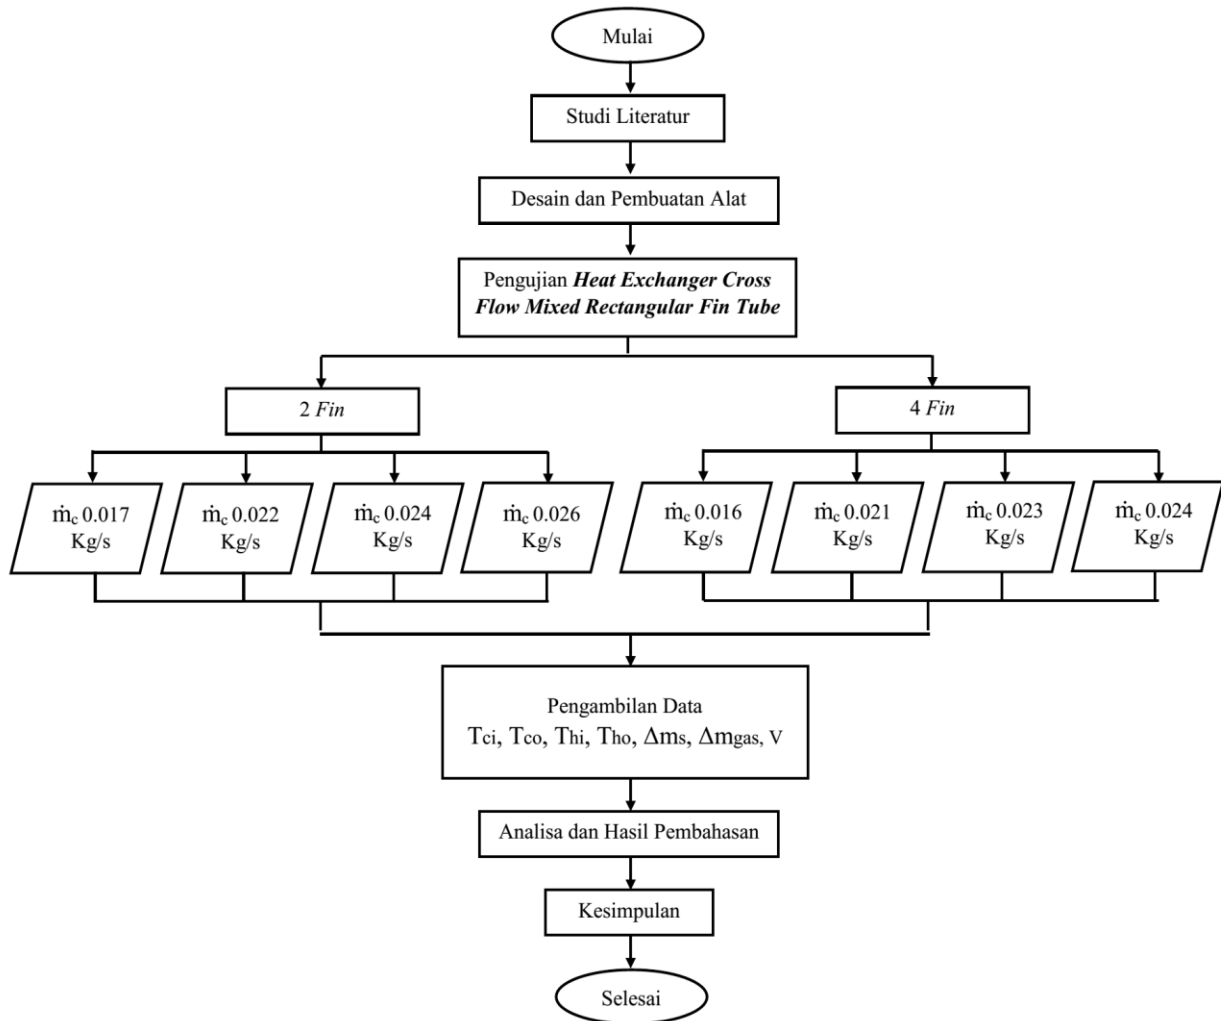 Mulai
Studi Literatur
Desain dan Pembuatan Alat
Pengujian Heat Exchanger Cross
Flow Mixed Rectangular Fin Tube
2 Fin
4 Fin
ṁc 0.017
Kg/s
ṁc 0.022
Kg/s
ṁc 0.024
Kg/s
ṁc 0.026
Kg/s
ṁc 0.016
Kg/s
ṁc 0.021
Kg/s
ṁc 0.023
Kg/s
ṁc 0.024
Kg/s
Pengambilan Data
Tci, Tco, Thi, Tho, Δms, Δmgas, V
Analisa dan Hasil Pembahasan
Kesimpulan
Selesai